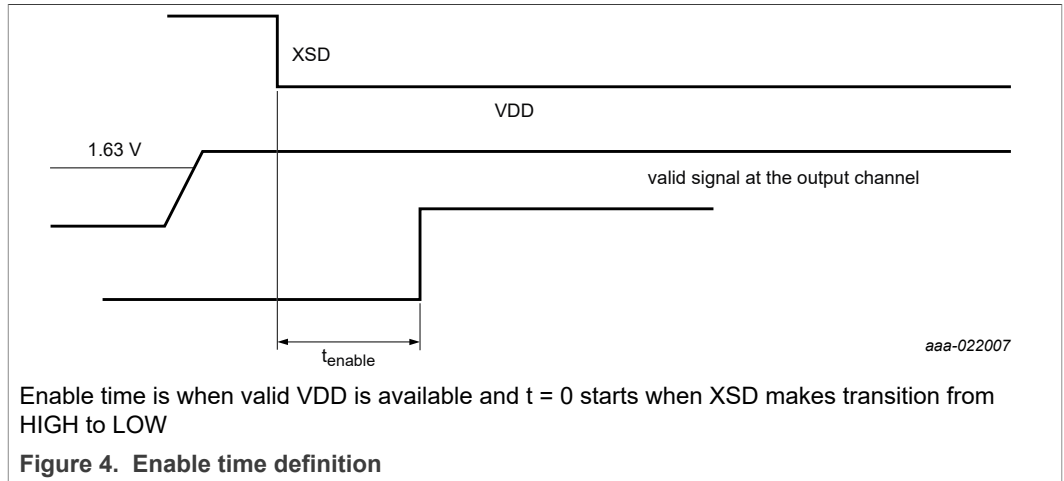 XSD
VDD
1.63 V
valid signal at the output channel
tenable
aaa-022007
Enable time is when valid VDD is available and t = 0 starts when XSD makes transition from
HIGH to LOW
Figure 4. Enable time definition